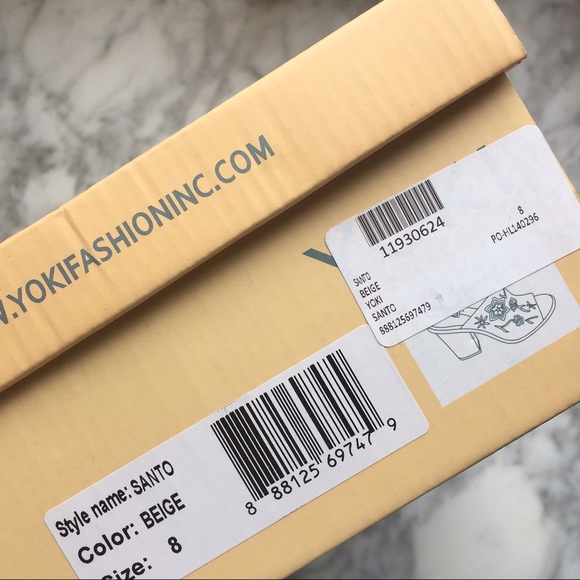 W.YOKIFASHIONINC.COM
Y
11930624
8
SANTO
BEIGE
YOKI
SANTO
888125697479
PO-HL140296
8 88125 69747 9
Style name: SANTO
Color: BEIGE
Size: 8